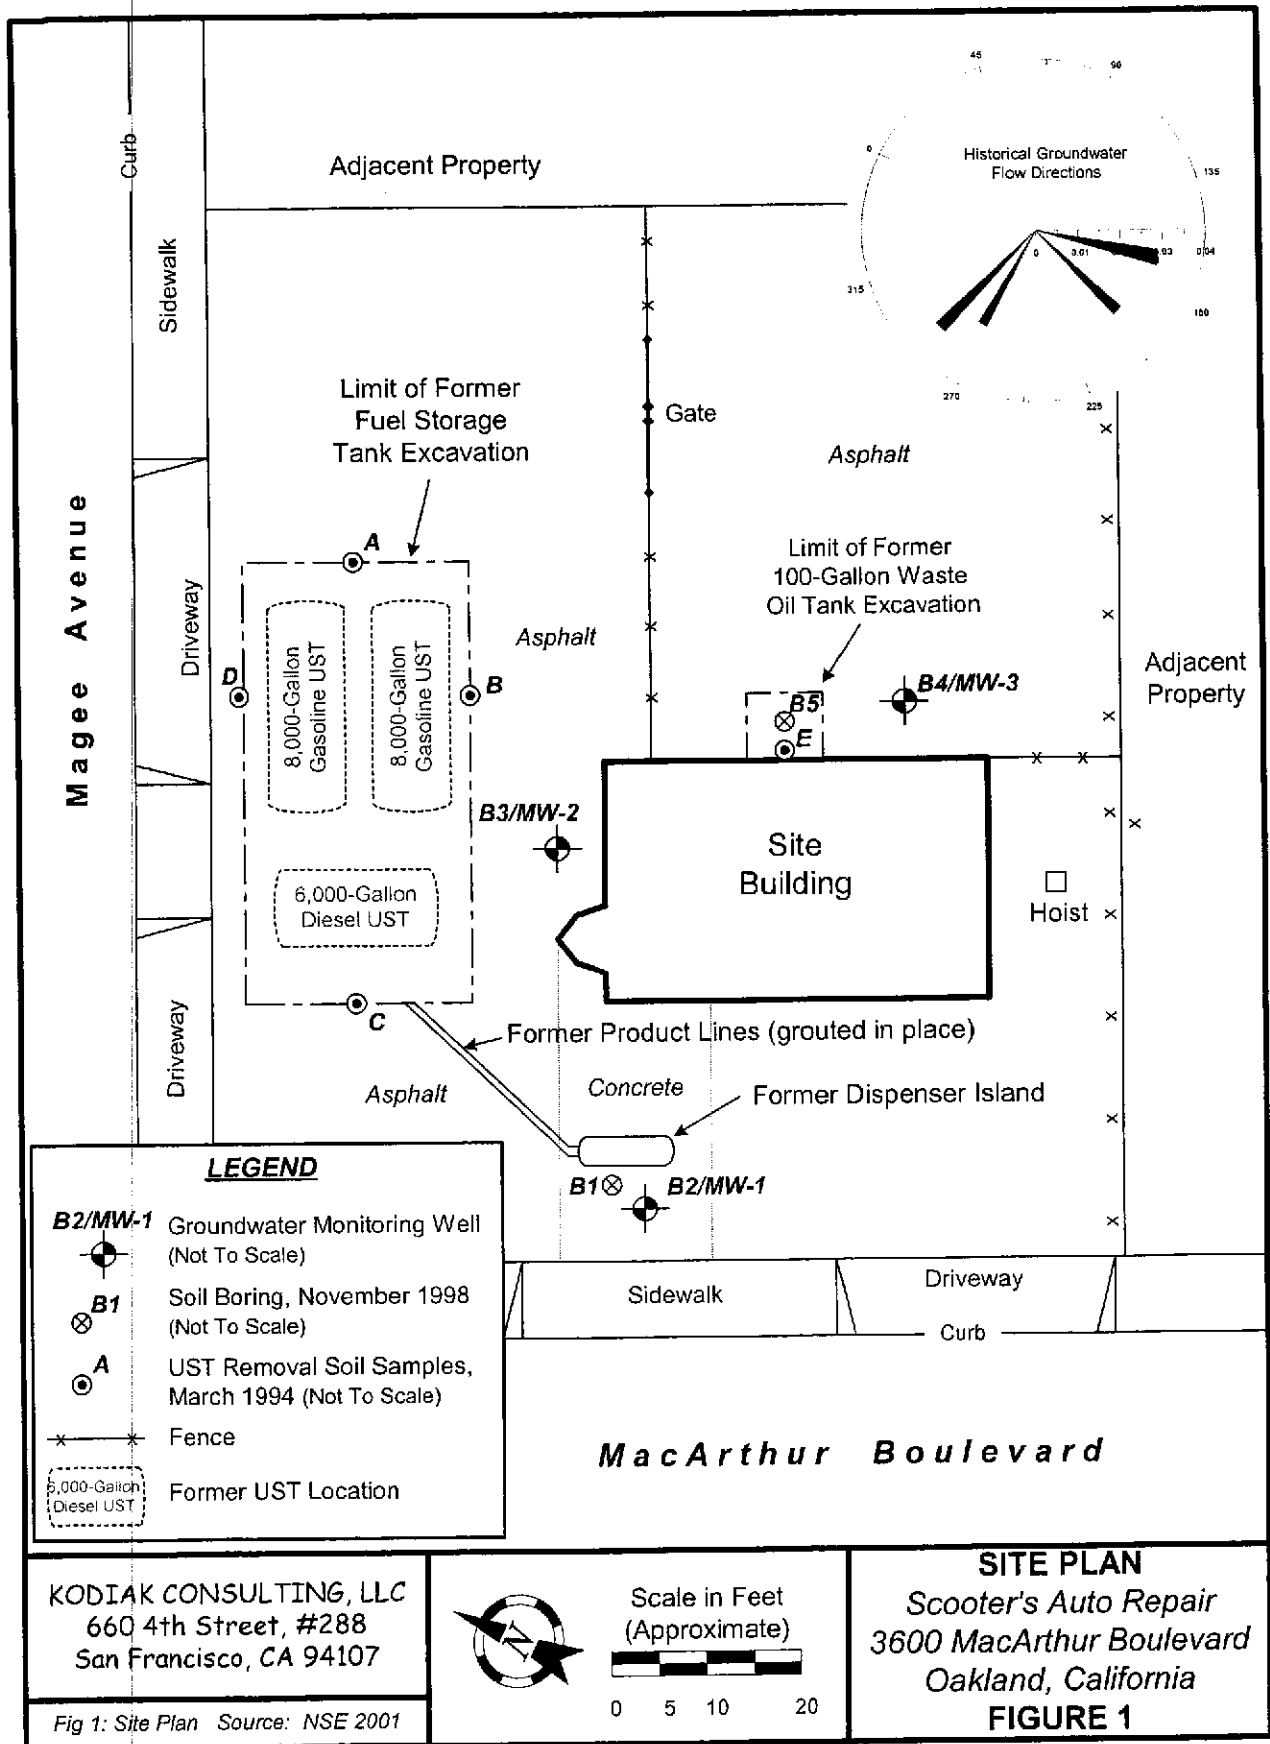 Curb
Sidewalk
Adjacent Property
45
90
0
Historical Groundwater
Flow Directions
135
0
0.01
0.04
315
180
270
225
Limit of Former
Fuel Storage
Tank Excavation
Gate
Asphalt
Magee Avenue
Driveway
A
D
B
8,000-Gallon
Gasoline UST
8,000-Gallon
Gasoline UST
Asphalt
Limit of Former
100-Gallon Waste
Oil Tank Excavation
B4/MW-3
B5
E
Adjacent
Property
B3/MW-2
Site
Building
6,000-Gallon
Diesel UST
Hoist
C
Driveway
Former Product Lines (grouted in place)
Asphalt
Concrete
Former Dispenser Island
B1
B2/MW-1
Sidewalk
Driveway
Curb
MacArthur Boulevard
LEGEND
B2/MW-1
Groundwater Monitoring Well
(Not To Scale)
B1
Soil Boring, November 1998
(Not To Scale)
A
UST Removal Soil Samples,
March 1994 (Not To Scale)
Fence
6,000-Gallon
Diesel UST
Former UST Location
KODIAK CONSULTING, LLC
660 4th Street, #288
San Francisco, CA 94107
Fig 1: Site Plan Source: NSE 2001
N
Scale in Feet
(Approximate)
0 5 10 20
SITE PLAN
Scooter's Auto Repair
3600 MacArthur Boulevard
Oakland, California
FIGURE 1